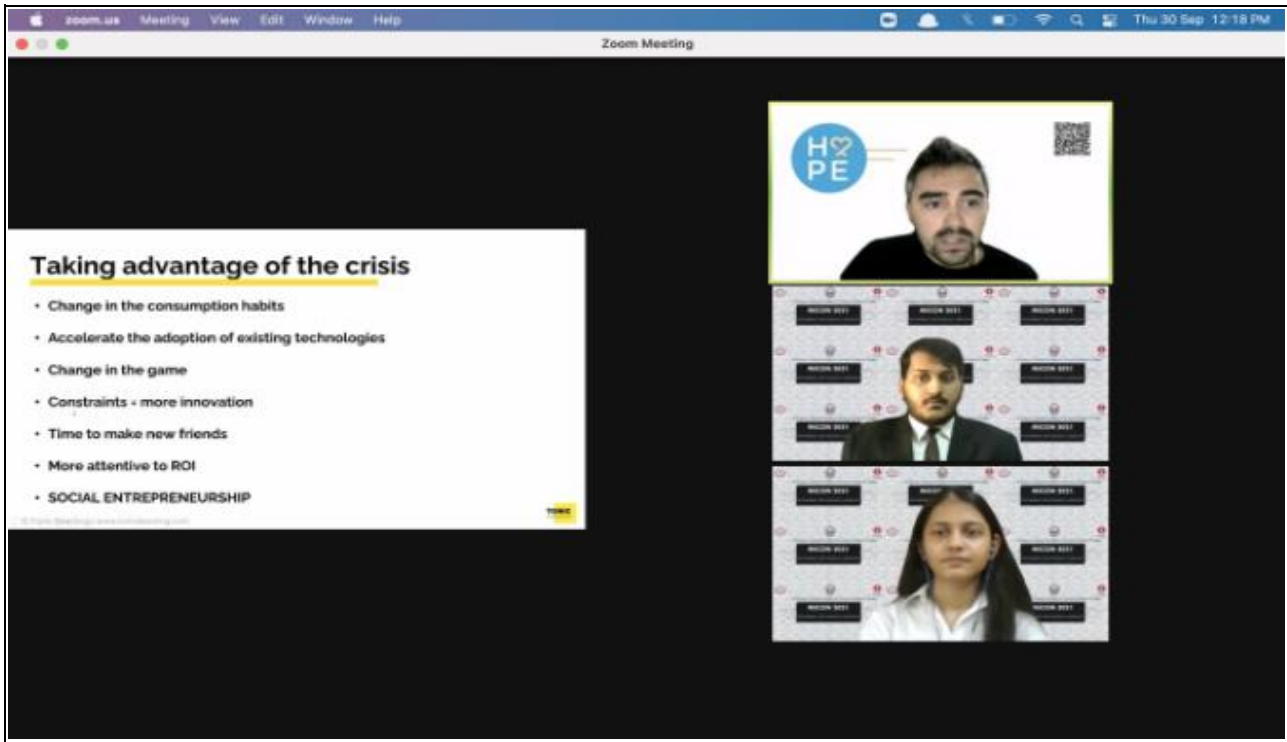 zoom.us Meeting View Edit Window Help Thu 30 Sep 12:18 PM
Zoom Meeting
Taking advantage of the crisis
• Change in the consumption habits
• Accelerate the adoption of existing technologies
• Change in the game
• Constraints = more innovation
• Time to make new friends
• More attentive to ROI
• SOCIAL ENTREPRENEURSHIP
TONIC
H PE